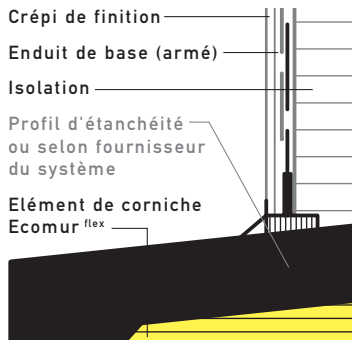 Crépi de finition
Enduit de base (armé)
Isolation
Profil d'étanchéité
ou selon fournisseur
du système
Elément de corniche
Ecomur flex